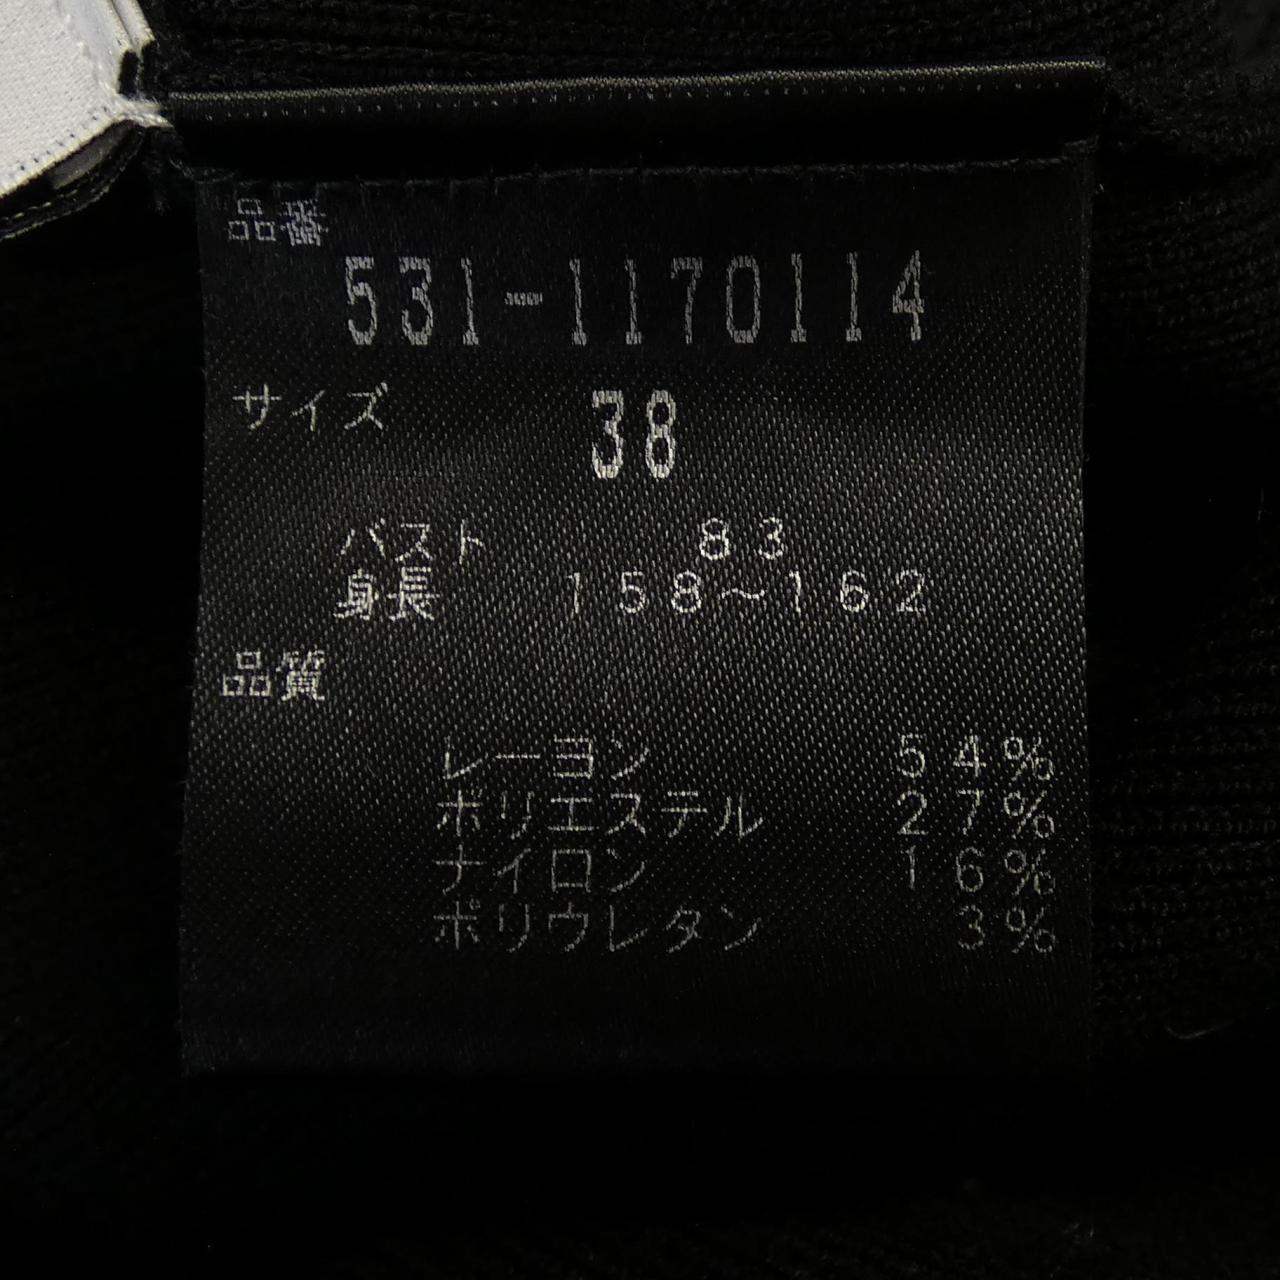 品番
531-1170114
サイズ 38
バスト 83
身長 158~162
品質
レーヨン 54%
ポリエステル 27%
ナイロン 16%
ポリウレタン 3%